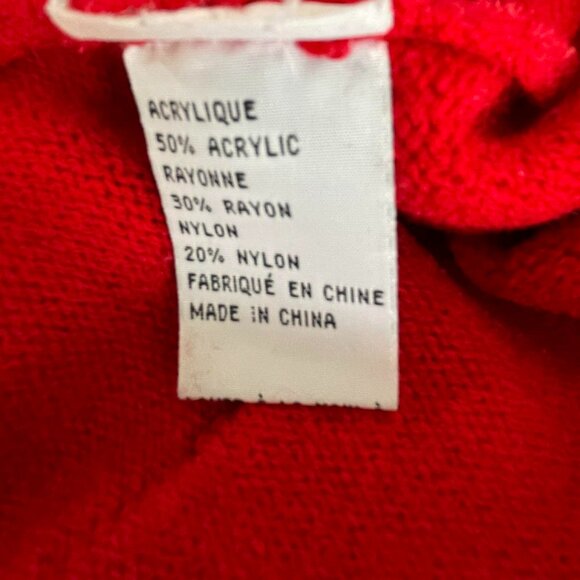 ACRYLIQUE
50% ACRYLIC
RAYONNE
30% RAYON
NYLON
20% NYLON
FABRIQUÉ EN CHINE
MADE IN CHINA